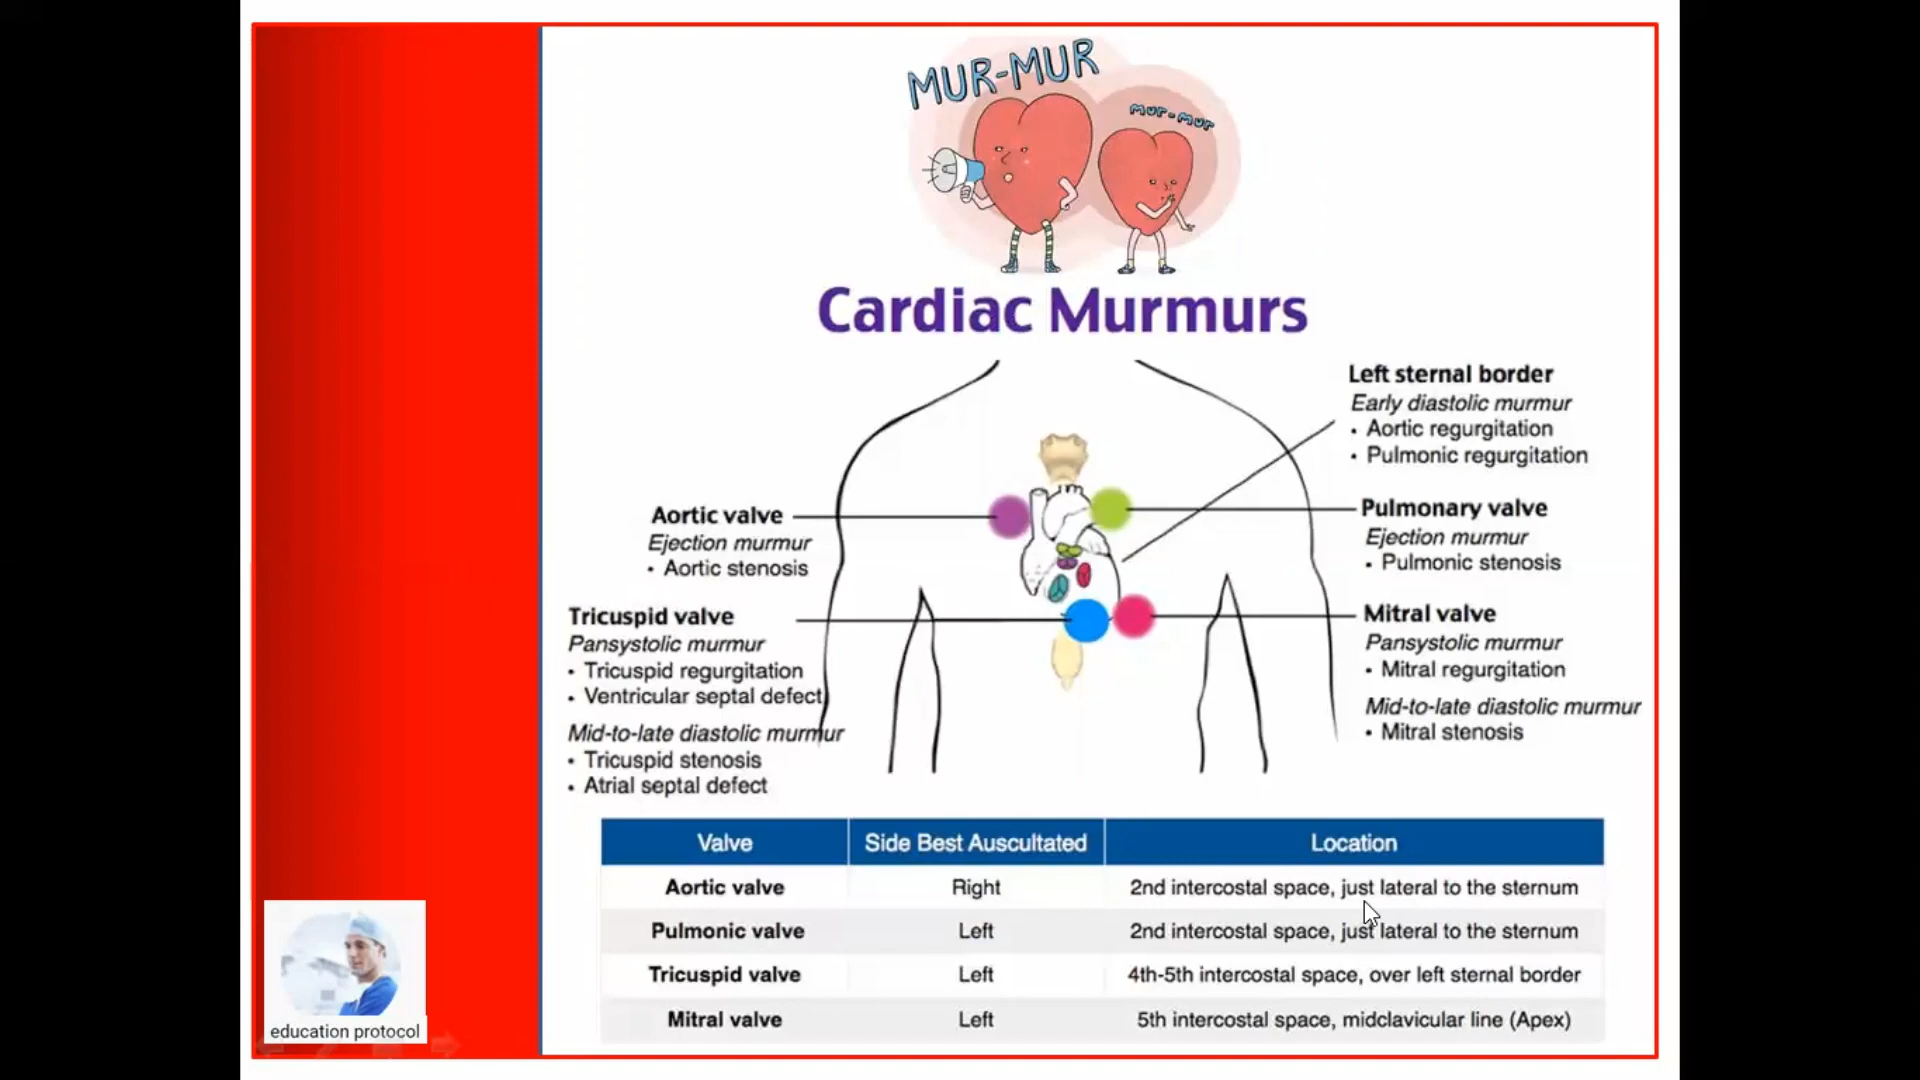 MUR-MUR
mur-mur
Cardiac Murmurs
Left sternal border
Early diastolic murmur
• Aortic regurgitation
• Pulmonic regurgitation
Aortic valve
Ejection murmur
• Aortic stenosis
Pulmonary valve
Ejection murmur
• Pulmonic stenosis
Tricuspid valve
Pansystolic murmur
• Tricuspid regurgitation
• Ventricular septal defect
Mid-to-late diastolic murmur
• Tricuspid stenosis
• Atrial septal defect
Mitral valve
Pansystolic murmur
• Mitral regurgitation
Mid-to-late diastolic murmur
• Mitral stenosis
Valve Side Best Auscultated Location
Aortic valve Right 2nd intercostal space, just lateral to the sternum
Pulmonic valve Left 2nd intercostal space, just lateral to the sternum
Tricuspid valve Left 4th-5th intercostal space, over left sternal border
Mitral valve Left 5th intercostal space, midclavicular line (Apex)
education protocol